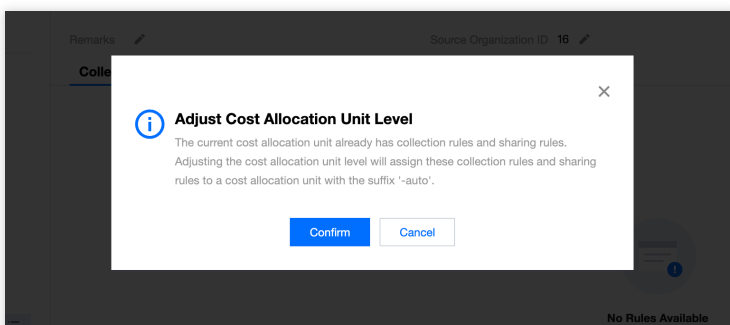 Remarks
Source Organization ID 16
Colle
Adjust Cost Allocation Unit Level
The current cost allocation unit already has collection rules and sharing rules.
Adjusting the cost allocation unit level will assign these collection rules and sharing
rules to a cost allocation unit with the suffix '-auto'.
Confirm
Cancel
No Rules Available